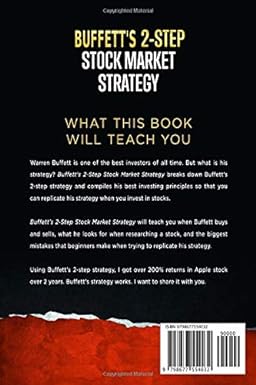 BUFFETT'S 2-STEP
STOCK MARKET
STRATEGY
WHAT THIS BOOK
WILL TEACH YOU
Warren Buffett is one of the best investors of all time. But what is his
strategy? Buffett's 2-Step Stock Market Strategy breaks down Buffett's
2-step strategy and compiles his best investing principles so that you
can replicate his strategy when you invest in stocks.
Buffett's 2-Step Stock Market Strategy will teach you when Buffett buys
and sells, what he looks for when researching a stock, and the biggest
mistakes that beginners make when trying to replicate his strategy.
Using Buffett's 2-step strategy, I got over 200% returns in Apple stock
over 2 years. Buffett's strategy works. I want to share it with you.
90000